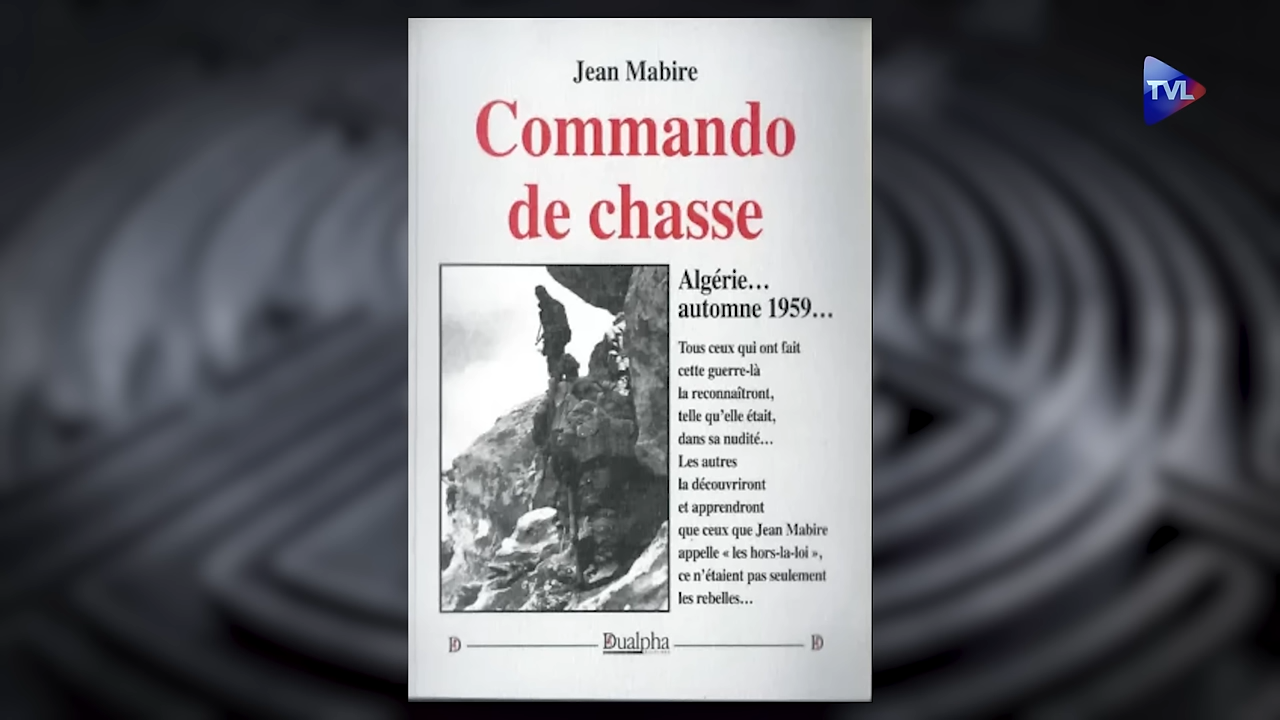 TVL
Jean Mabire
Commando
de chasse
Algérie…
automne 1959…
Tous ceux qui ont fait
cette guerre-là
la reconnaîtront,
telle qu'elle était,
dans sa nudité…
Les autres
la découvriront
et apprendront
que ceux que Jean Mabire
appelle « les hors-la-loi »,
ce n'étaient pas seulement
les rebelles…
Dualpha